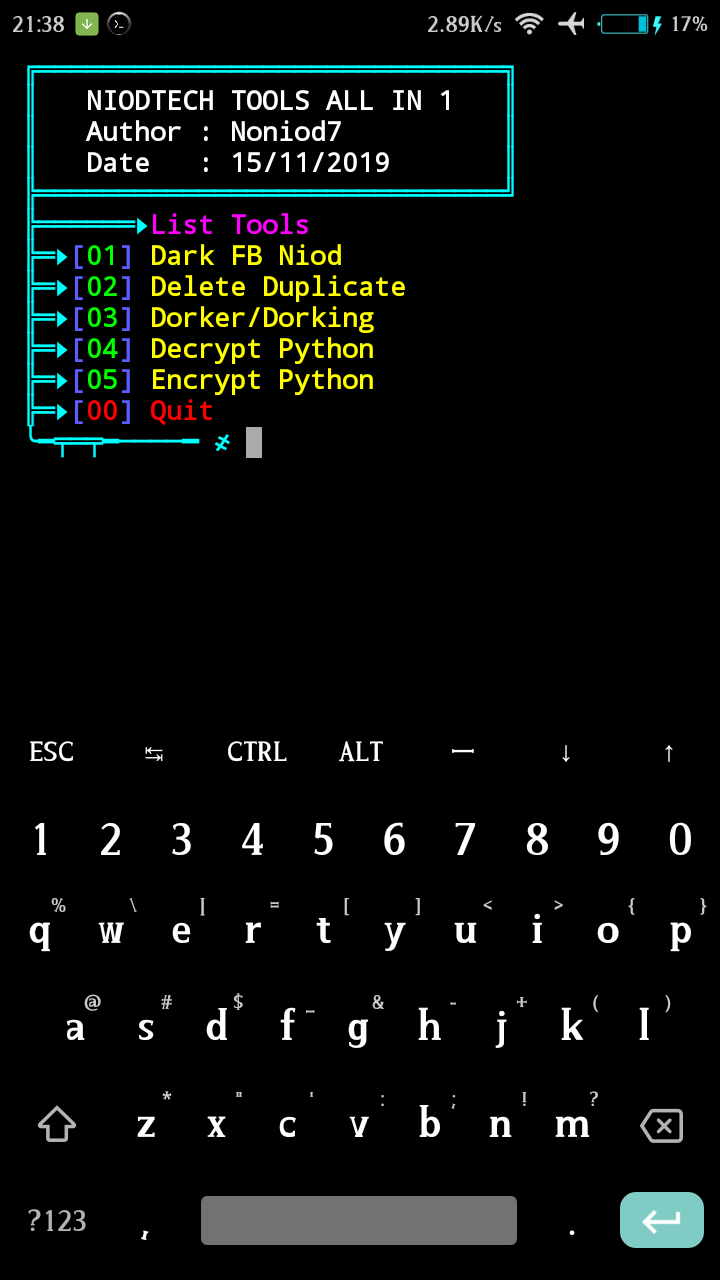 21:38 2.89K/s 17%
NIODTECH TOOLS ALL IN 1
Author : Noniod7
Date : 15/11/2019
List Tools
[01] Dark FB Niod
[02] Delete Duplicate
[03] Dorker/Dorking
[04] Decrypt Python
[05] Encrypt Python
[00] Quit
ESC ↹ CTRL ALT — ↓ ↑
1 2 3 4 5 6 7 8 9 0
% \ | = [ ] < > { }
q w e r t y u i o p
@ # $ _ & - + ( )
a s d f g h j k l
* " ' : ; ! ?
z x c v b n m
?123 , .